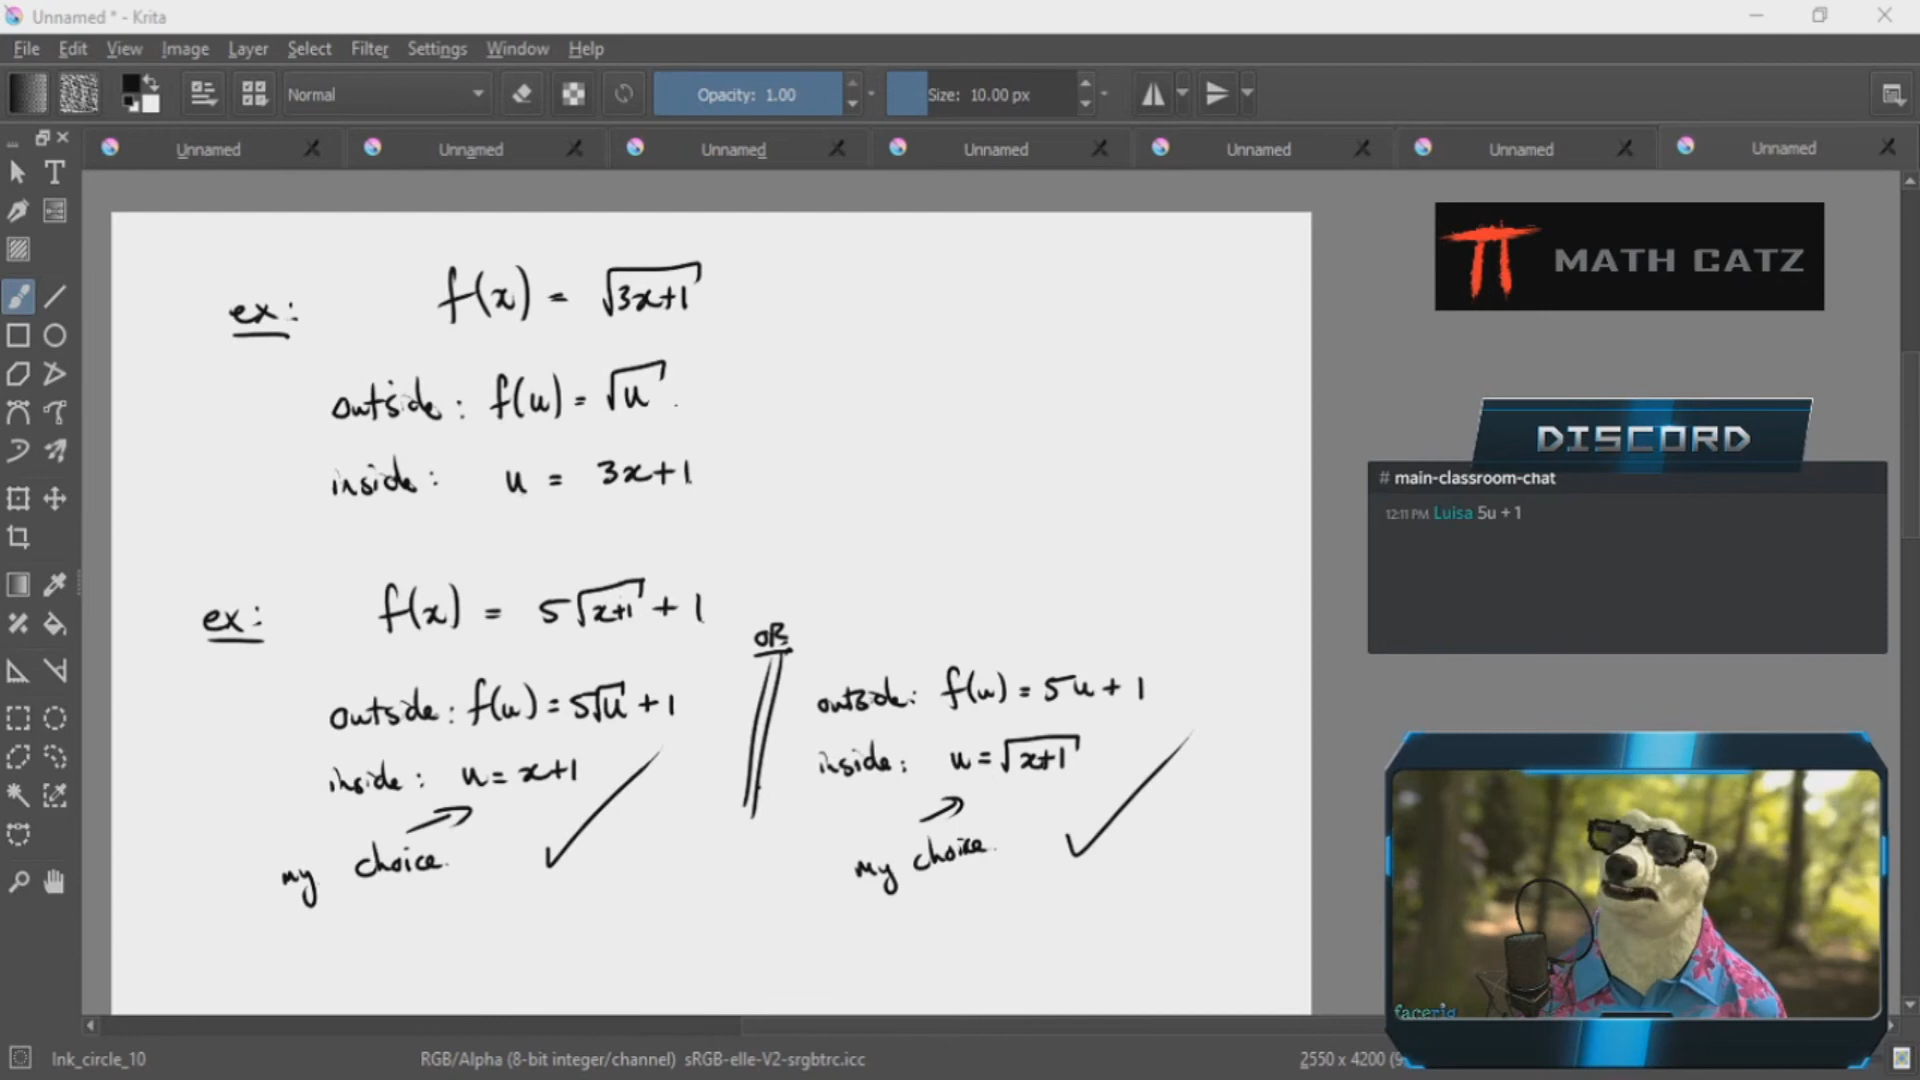 Unnamed * - Krita
File Edit View Image Layer Select Filter Settings Window Help
Normal Opacity: 1.00 Size: 10.00 px
Unnamed Unnamed Unnamed Unnamed Unnamed Unnamed Unnamed
ex: f(x) = √3x+1
outside: f(u) = √u
inside: u = 3x+1
ex: f(x) = 5√x+1 + 1
outside: f(u) = 5√u + 1
inside: u = x+1
my choice.
OR
outside: f(u) = 5u + 1
inside: u = √x+1
my choice.
π MATH CATZ
DISCORD
# main-classroom-chat
12:11 PM Luisa 5u + 1
facerig
Ink_circle_10 RGB/Alpha (8-bit integer/channel) sRGB-elle-V2-srgbtrc.icc 2550 x 4200